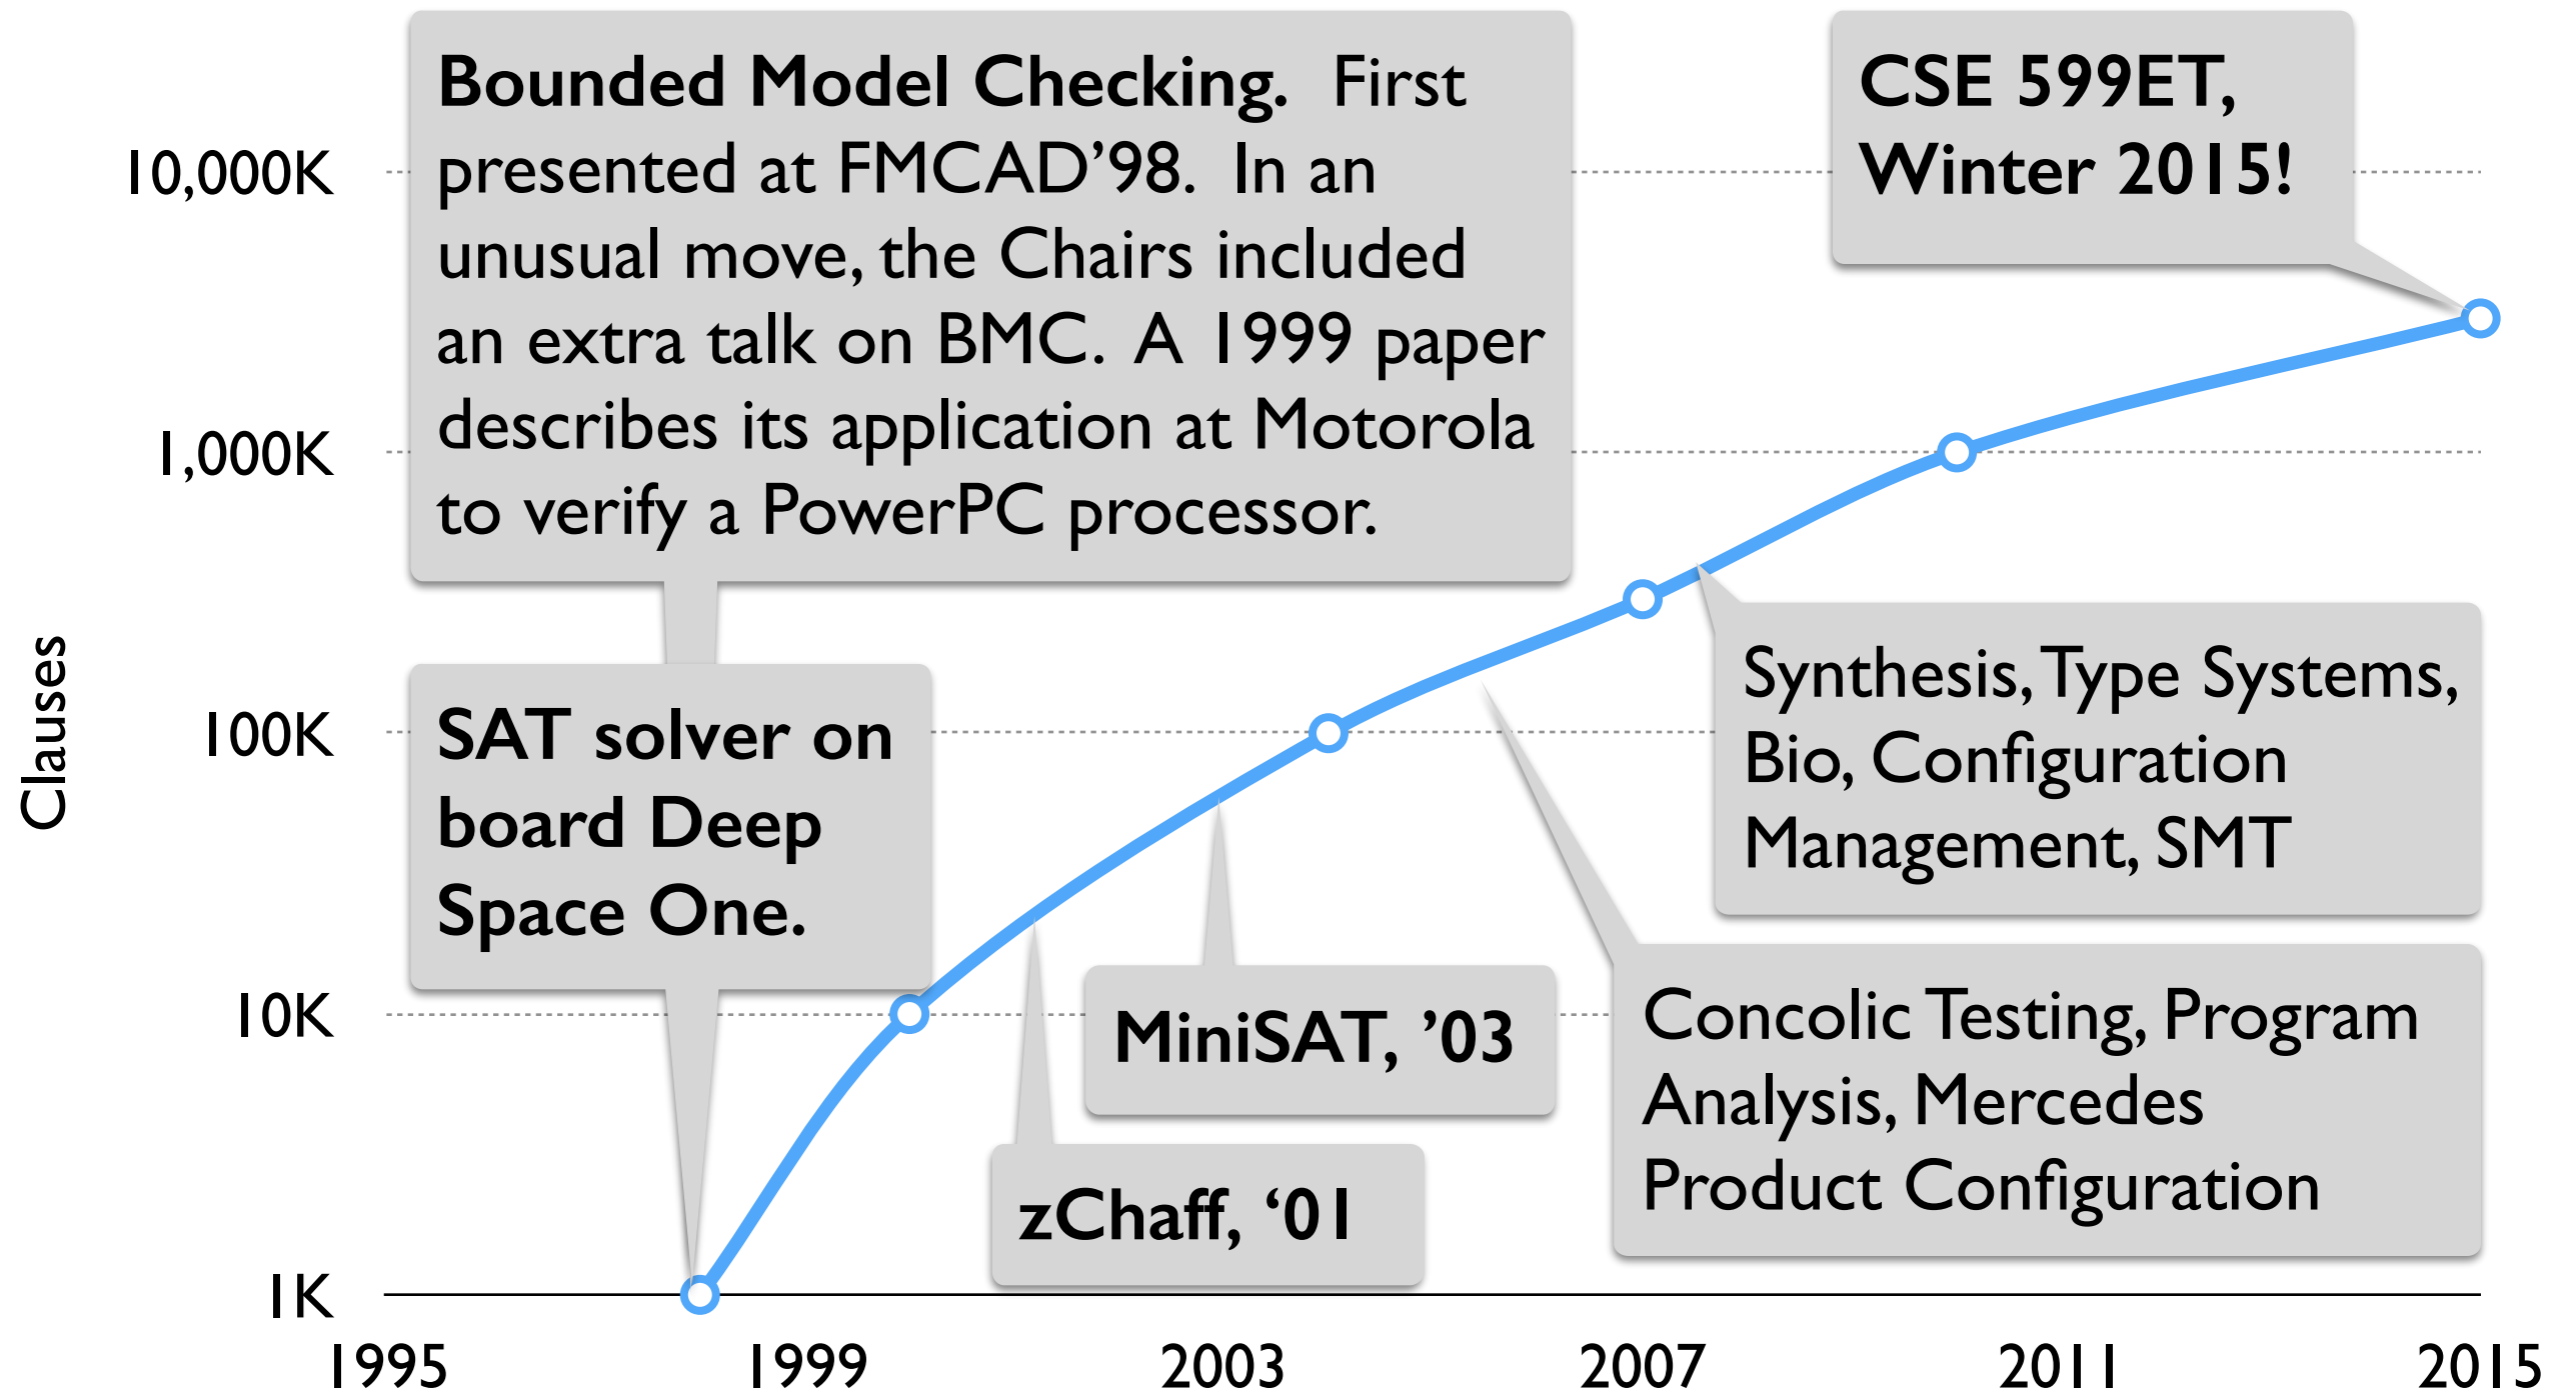 Bounded Model Checking. First
presented at FMCAD’98. In an
unusual move, the Chairs included
an extra talk on BMC. A 1999 paper
describes its application at Motorola
to verify a PowerPC processor.
CSE 599ET,
Winter 2015!
10,000K
1,000K
100K
10K
1K
Clauses
SAT solver on
board Deep
Space One.
Synthesis, Type Systems,
Bio, Configuration
Management, SMT
MiniSAT, ’03
Concolic Testing, Program
Analysis, Mercedes
Product Configuration
zChaff, ‘01
1995
1999
2003
2007
2011
2015